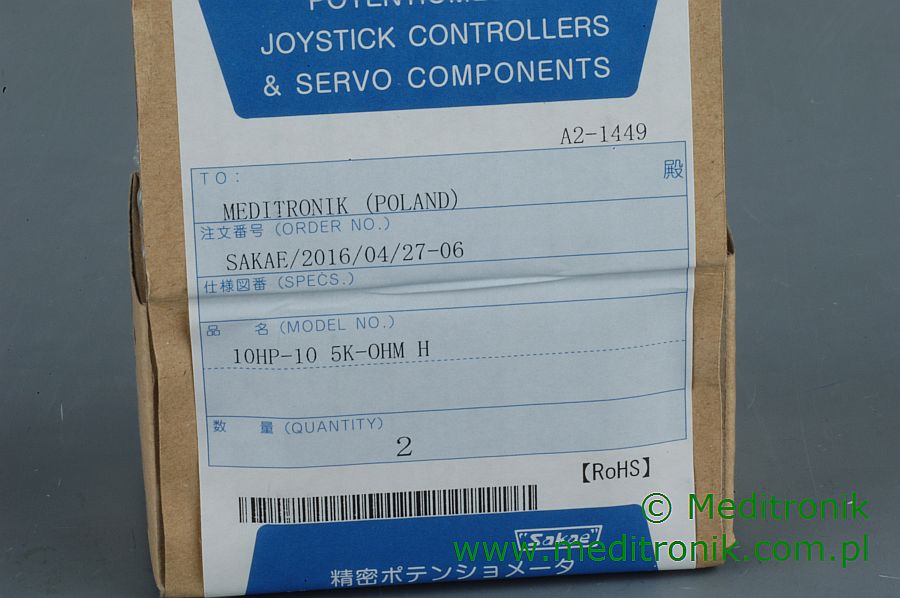 JOYSTICK CONTROLLERS
& SERVO COMPONENTS
A2-1449
TO:
殿
MEDITRONIK (POLAND)
注文番号 (ORDER NO.)
SAKAE/2016/04/27-06
仕様図番 (SPECS.)
品 名 (MODEL NO.)
10HP-10 5K-OHM H
数 量 (QUANTITY)
2
【RoHS】
© Meditronik
"Sakae"
www.meditronik.com.pl
精密ポテンショメータ